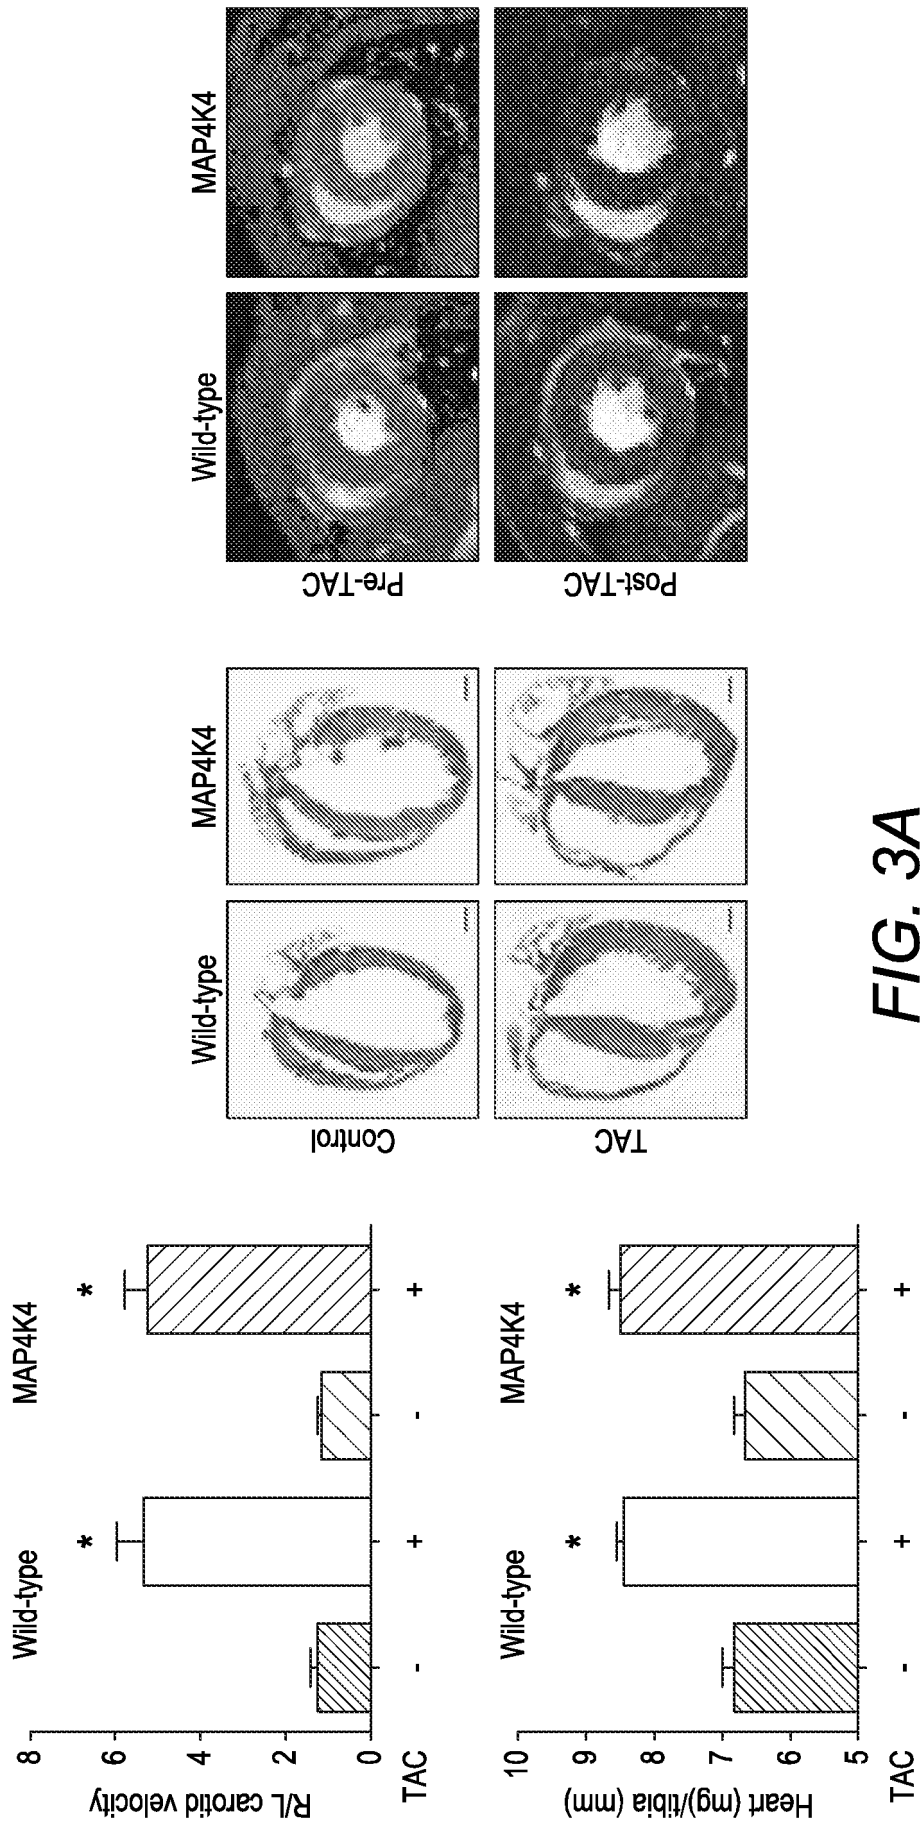 Wild-type MAP4K4
* *
8
6
4
2
0
R/L carotid velocity
TAC - + - +
Wild-type MAP4K4
* *
10
9
8
7
6
5
Heart (mg)/tibia (mm)
TAC - + - +
Wild-type MAP4K4
Control
TAC
Wild-type MAP4K4
Pre-TAC
Post-TAC
FIG. 3A